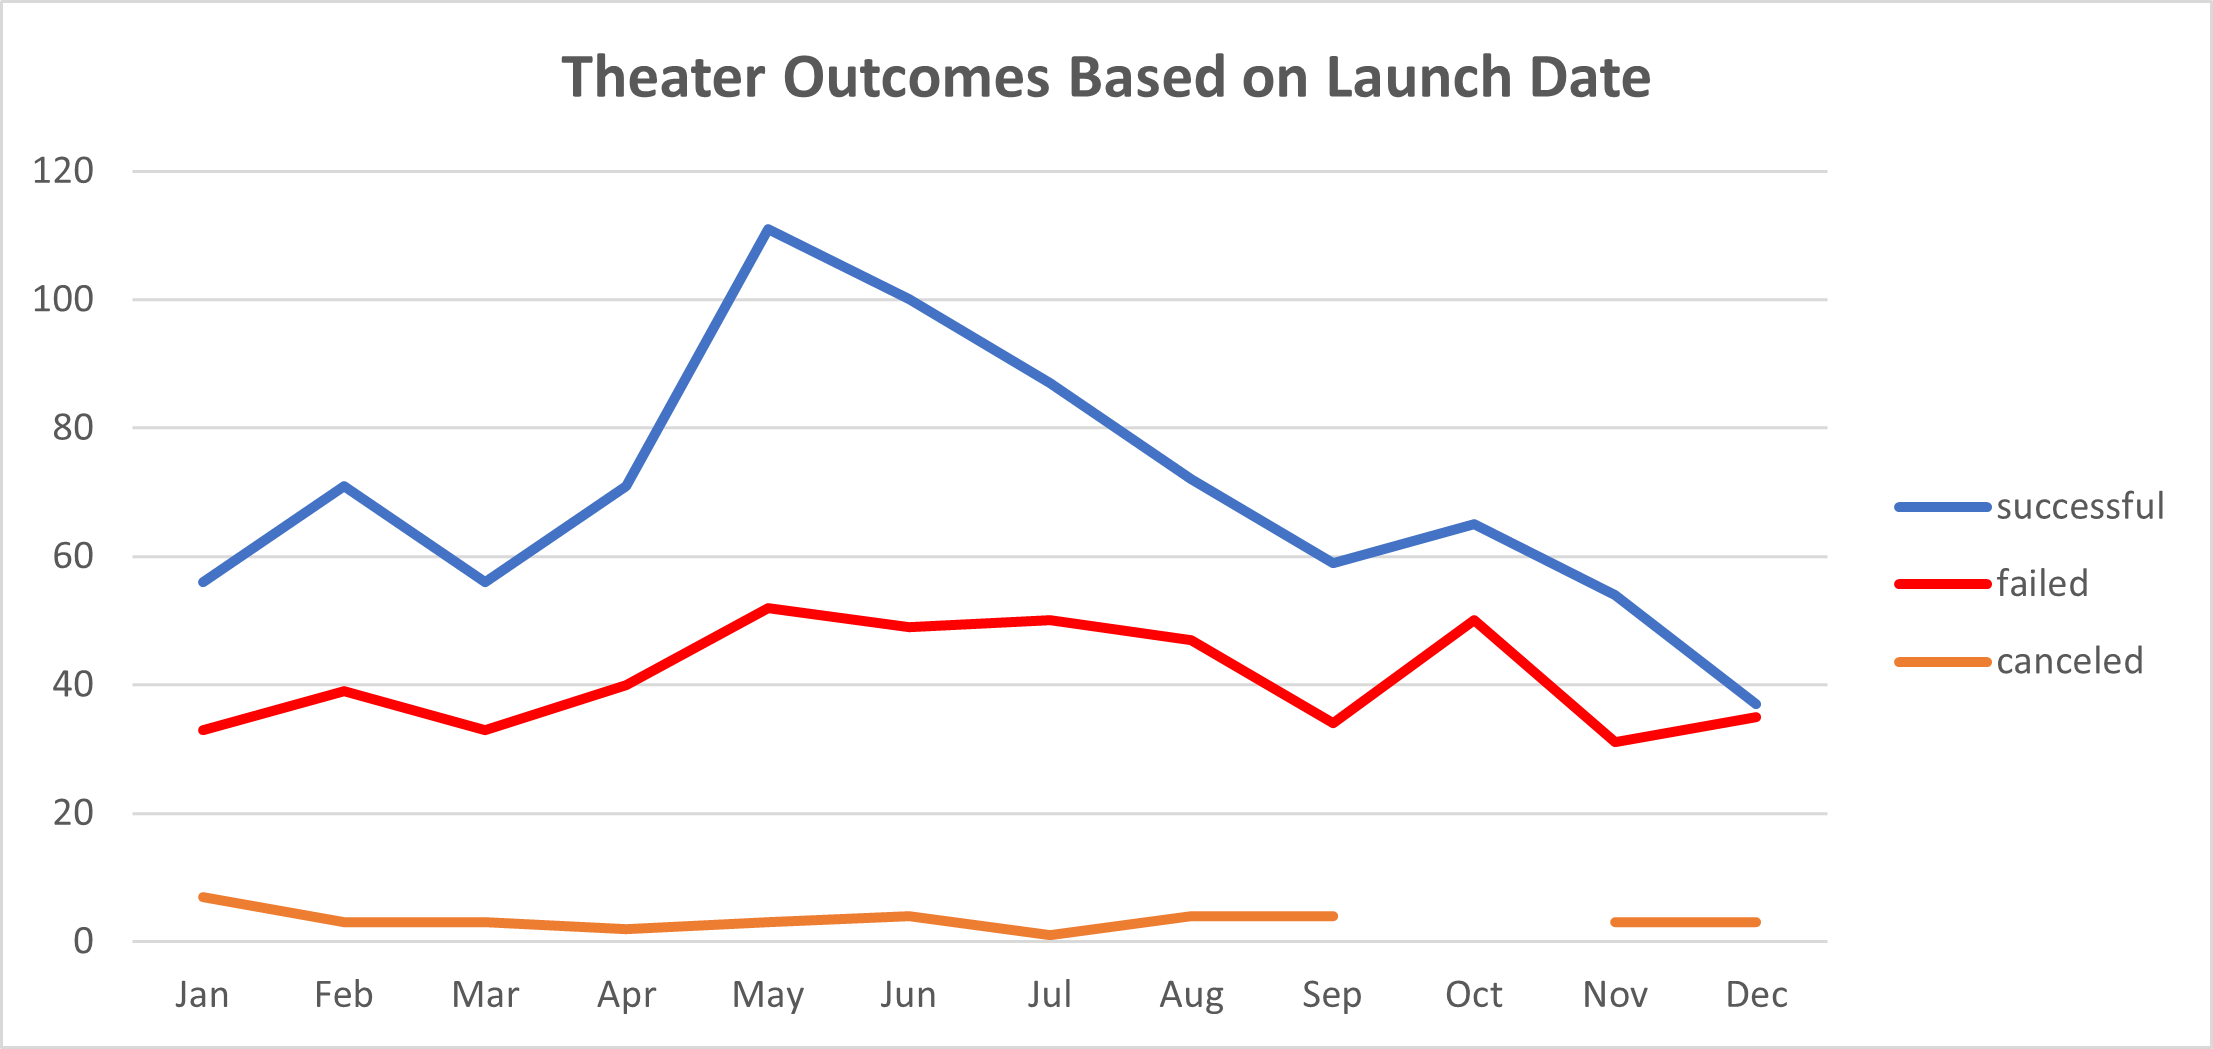 Theater Outcomes Based on Launch Date
120
100
80
60
40
20
0
Jan Feb Mar Apr May Jun Jul Aug Sep Oct Nov Dec
successful
failed
canceled